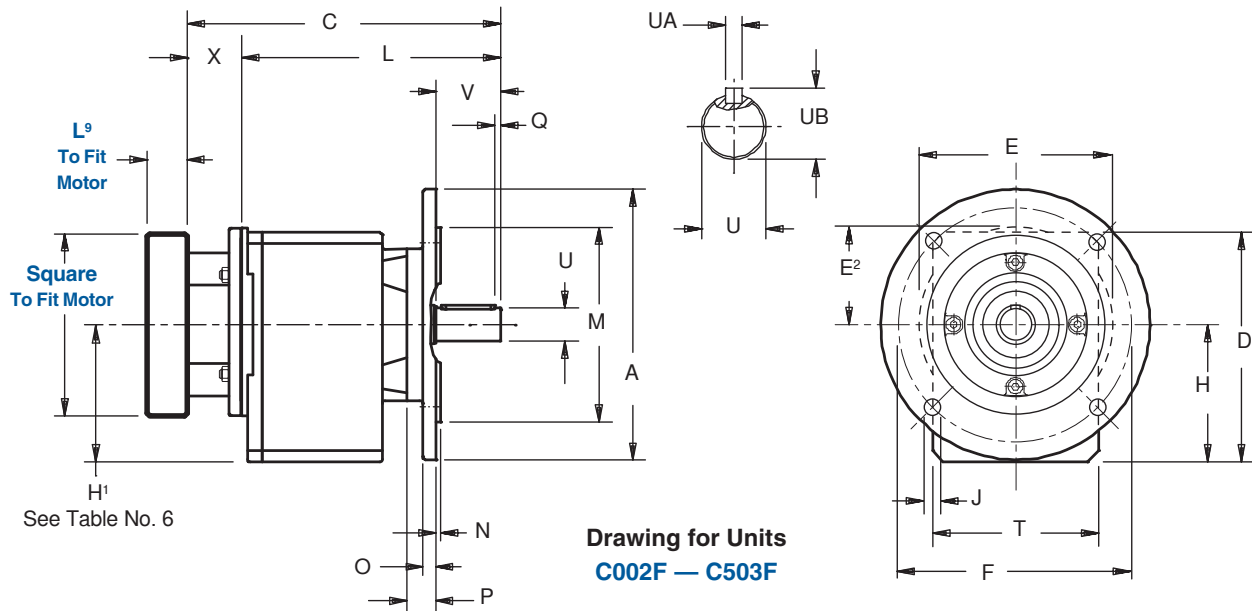 C
UA
X
L
V
Q
UB
L⁹
To Fit
Motor
E
U
E²
U
Square
To Fit Motor
M
A
D
H
H¹
See Table No. 6
J
N
T
Drawing for Units
C002F — C503F
O
F
P